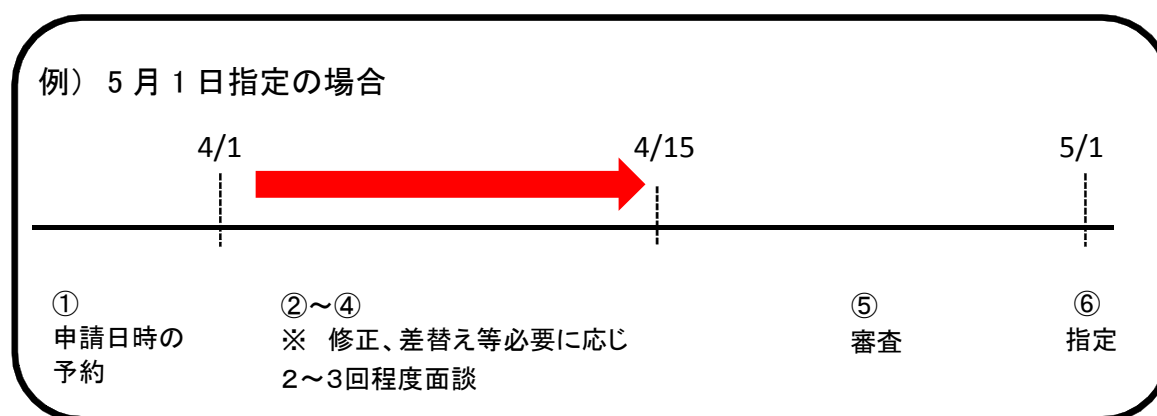 例） 5月1日指定の場合
4/1
4/15
5/1
①
申請日時の
予約
②～④
※　修正、差替え等必要に応じ
2～3回程度面談
⑤
審査
⑥
指定